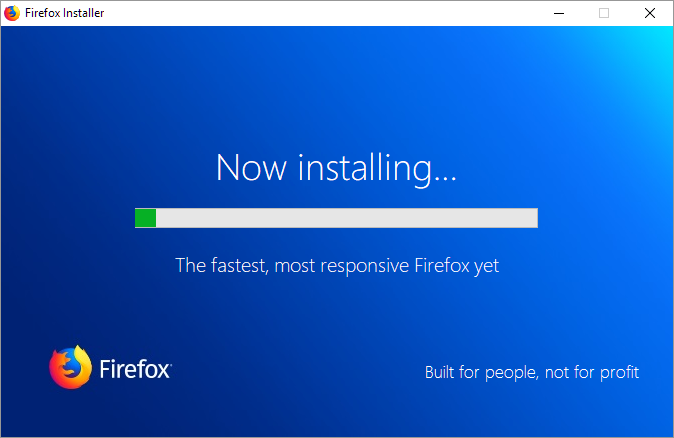 Firefox Installer
Now installing...
The fastest, most responsive Firefox yet
Firefox
Built for people, not for profit